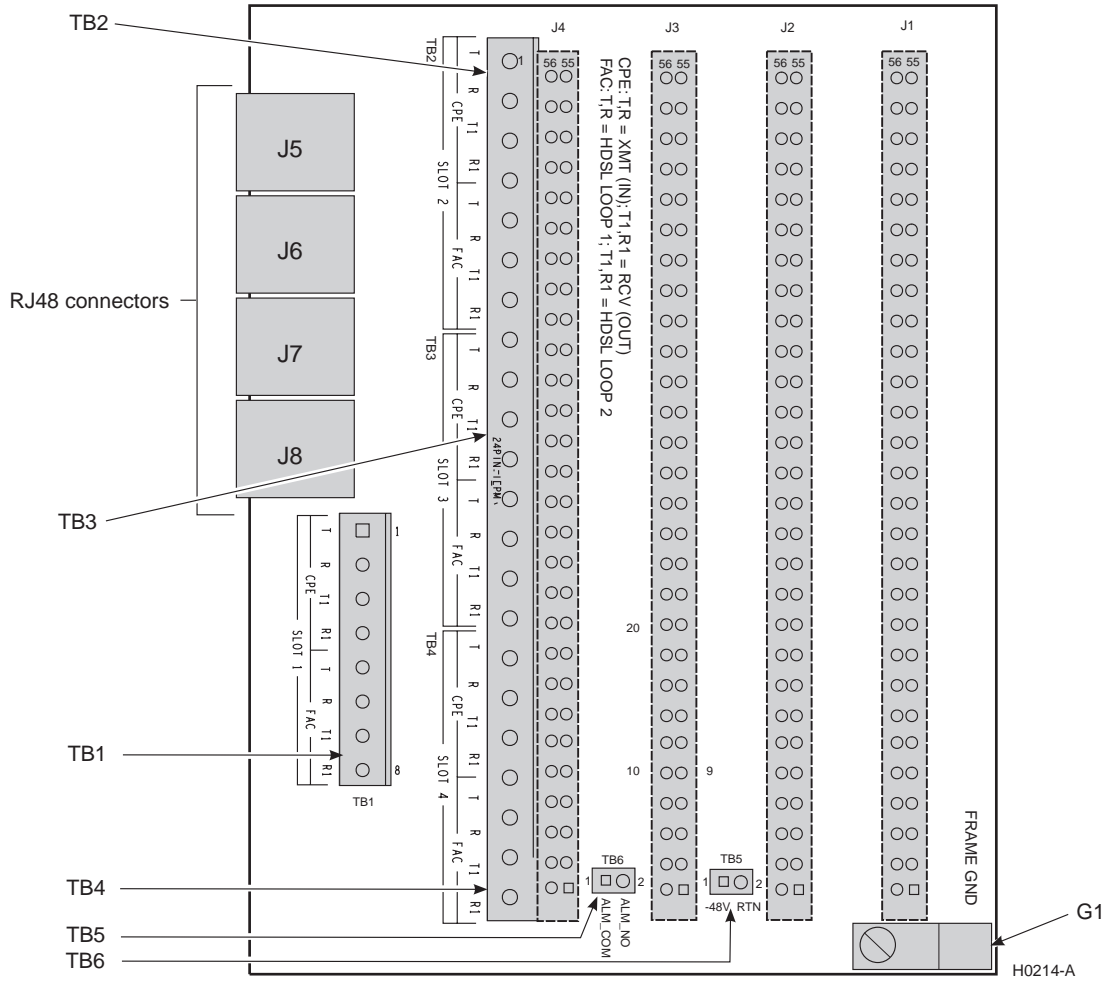 TB2
J4
J3
J2
J1
56 55
56 55
56 55
56 55
RJ48 connectors
J5
J6
J7
J8
TB3
TB1
TB4
TB5
TB6
G1
TB2
1
T
R
T1
R1
T
R
T1
R1
CPE
FAC
SLOT 2
TB3
T
R
T1
R1
T
R
T1
R1
CPE
FAC
SLOT 3
TB4
T
R
T1
R1
T
R
T1
R1
CPE
FAC
SLOT 4
CPE: T,R = XMT (IN); T1,R1 = RCV (OUT)
FAC: T,R = HDSL LOOP 1; T1,R1 = HDSL LOOP 2
T
R
T1
R1
T
R
T1
R1
CPE
FAC
SLOT 1
1
8
TB1
20
10
9
TB6
1
2
ALM_COM
ALM_NO
TB5
1
2
-48V RTN
FRAME GND
H0214-A